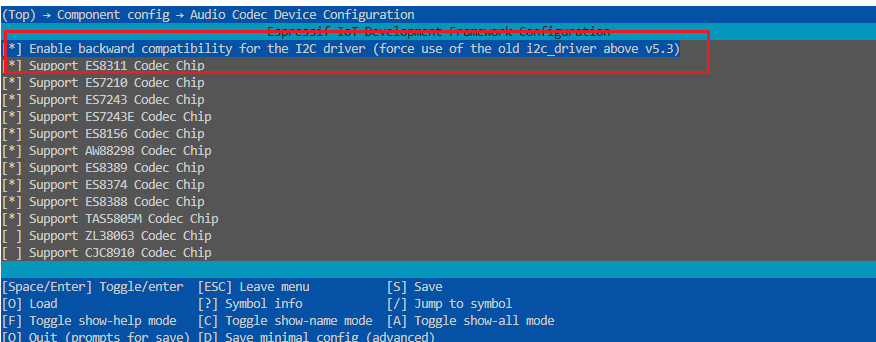 (Top) → Component config → Audio Codec Device Configuration
Espressif IoT Development Framework Configuration
[*] Enable backward compatibility for the I2C driver (force use of the old i2c_driver above v5.3)
[*] Support ES8311 Codec Chip
[*] Support ES7210 Codec Chip
[*] Support ES7243 Codec Chip
[*] Support ES7243E Codec Chip
[*] Support ES8156 Codec Chip
[*] Support AW88298 Codec Chip
[*] Support ES8389 Codec Chip
[*] Support ES8374 Codec Chip
[*] Support ES8388 Codec Chip
[*] Support TAS5805M Codec Chip
[ ] Support ZL38063 Codec Chip
[ ] Support CJC8910 Codec Chip
[Space/Enter] Toggle/enter [ESC] Leave menu [S] Save
[O] Load [?] Symbol info [/] Jump to symbol
[F] Toggle show-help mode [C] Toggle show-name mode [A] Toggle show-all mode
[Q] Quit (prompts for save) [D] Save minimal config (advanced)